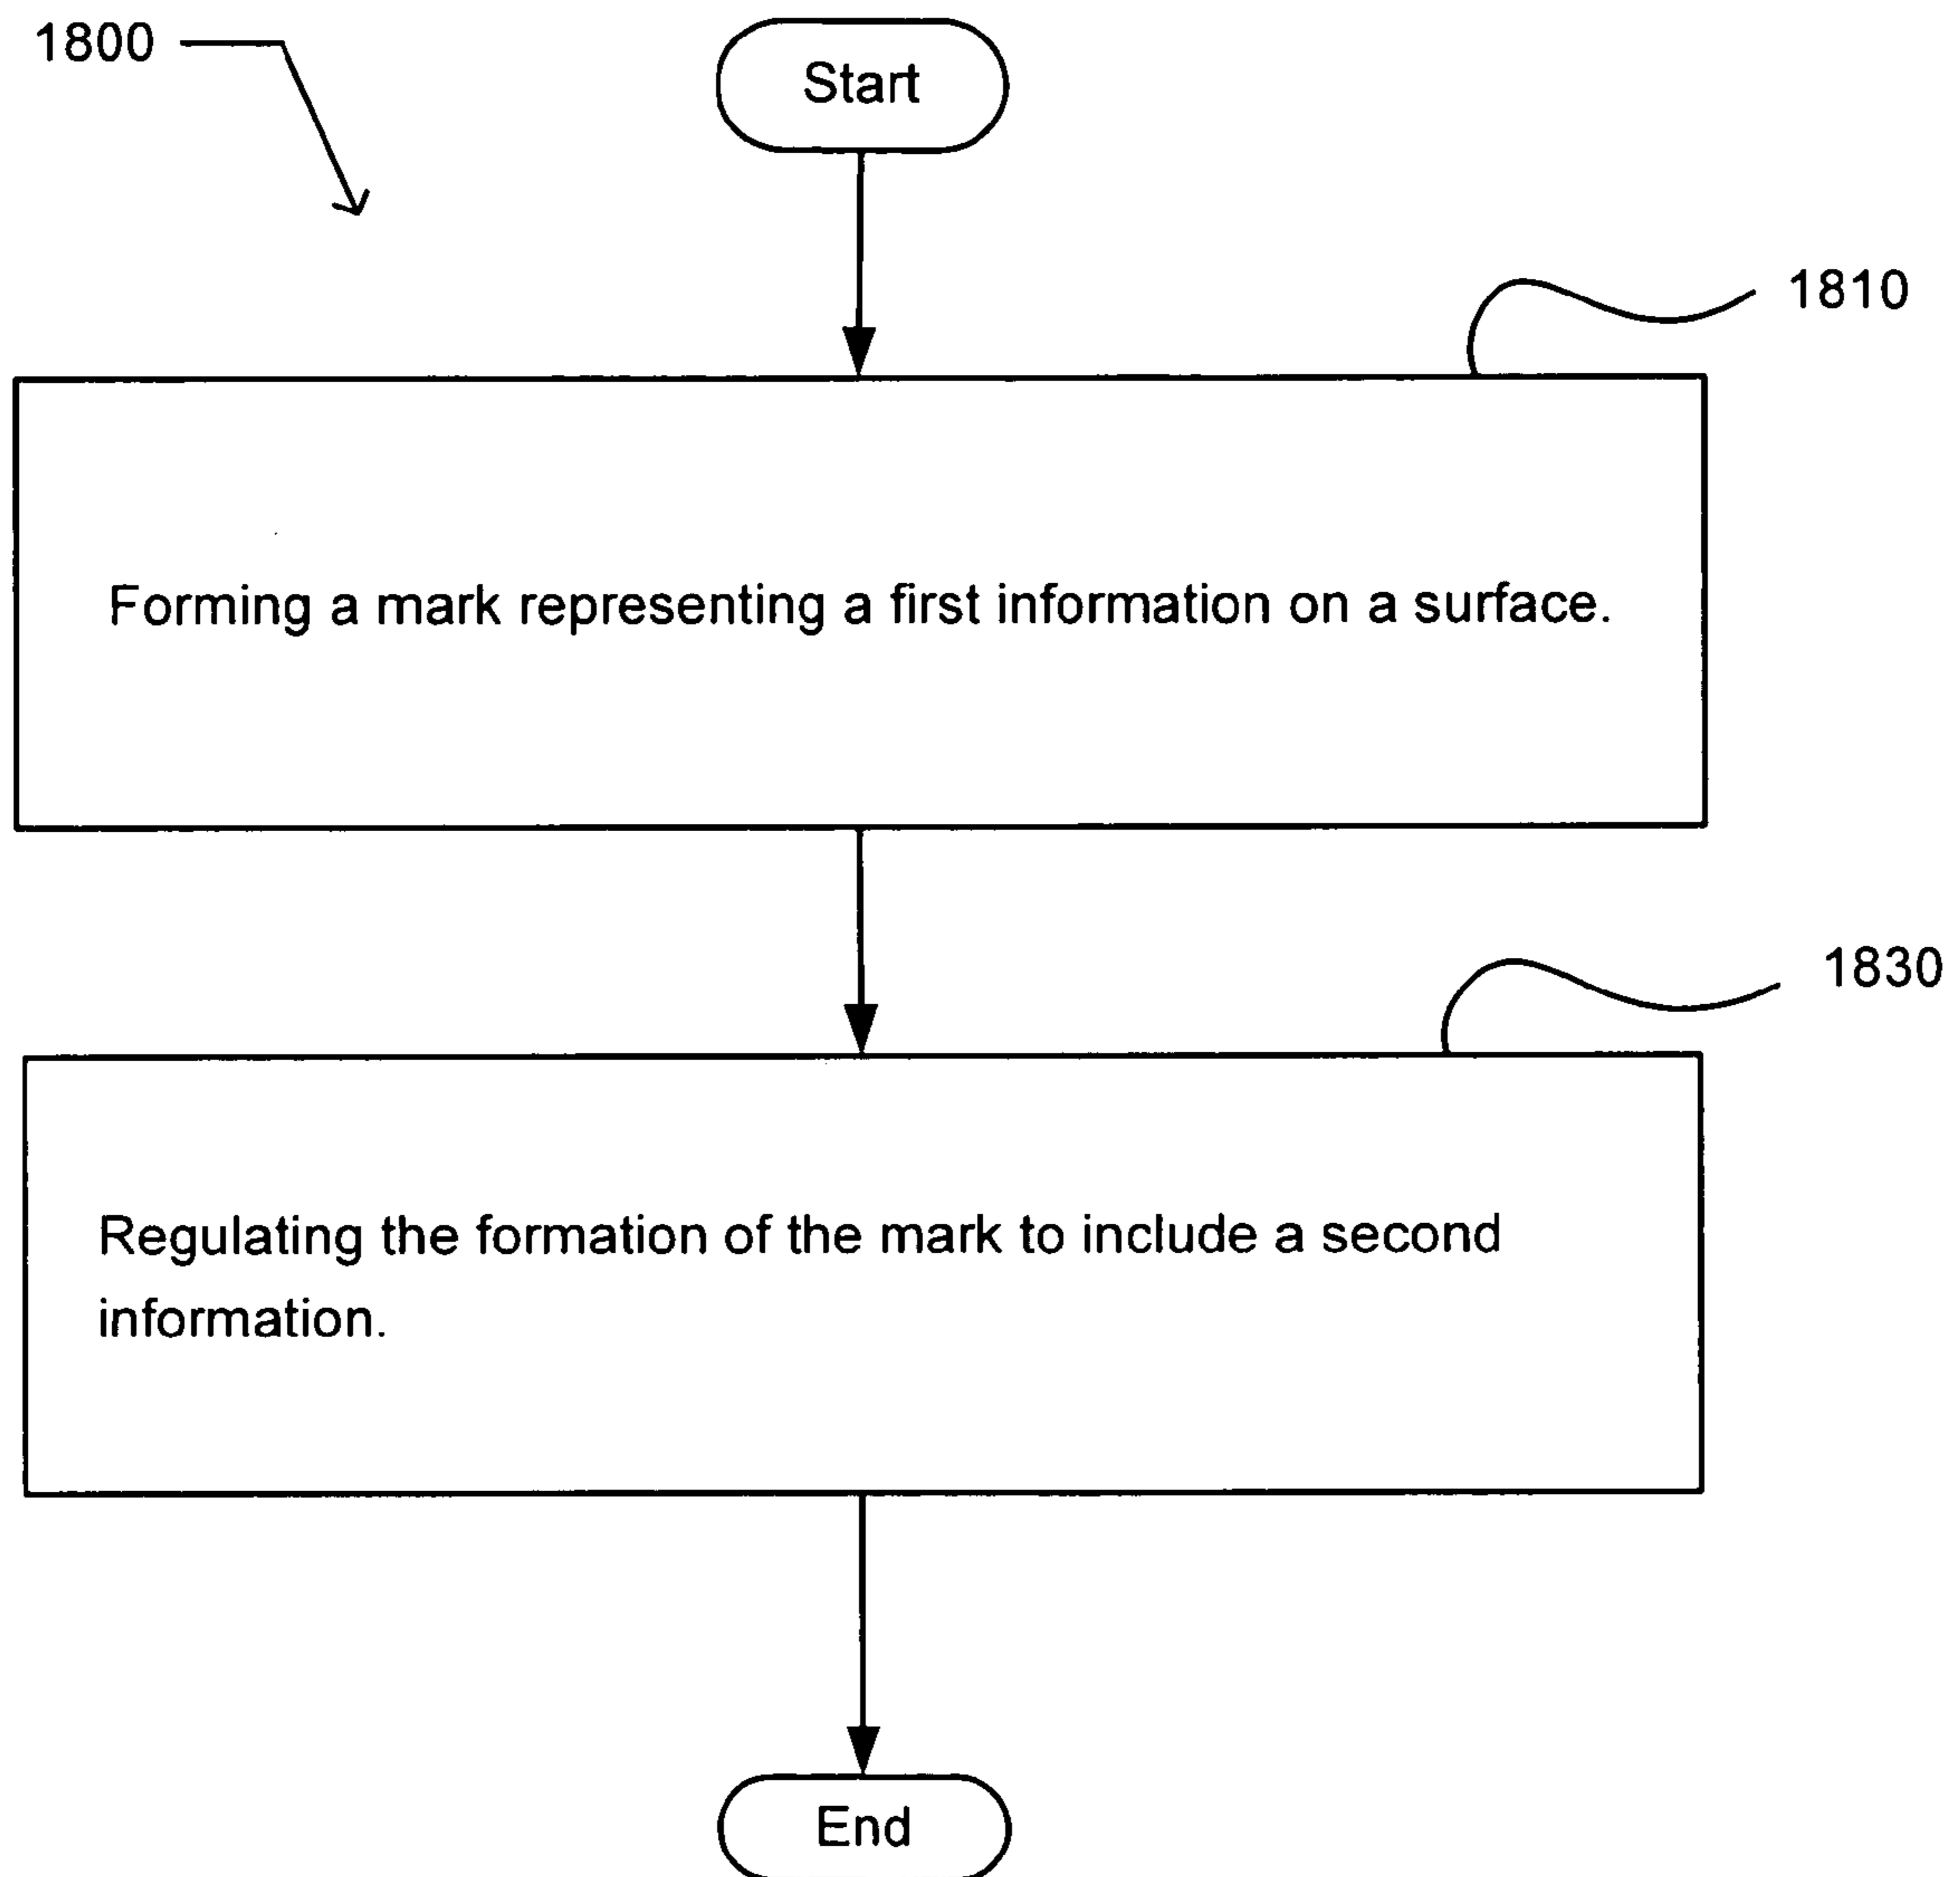 1800
Start
1810
Forming a mark representing a first information on a surface.
1830
Regulating the formation of the mark to include a second
information.
End